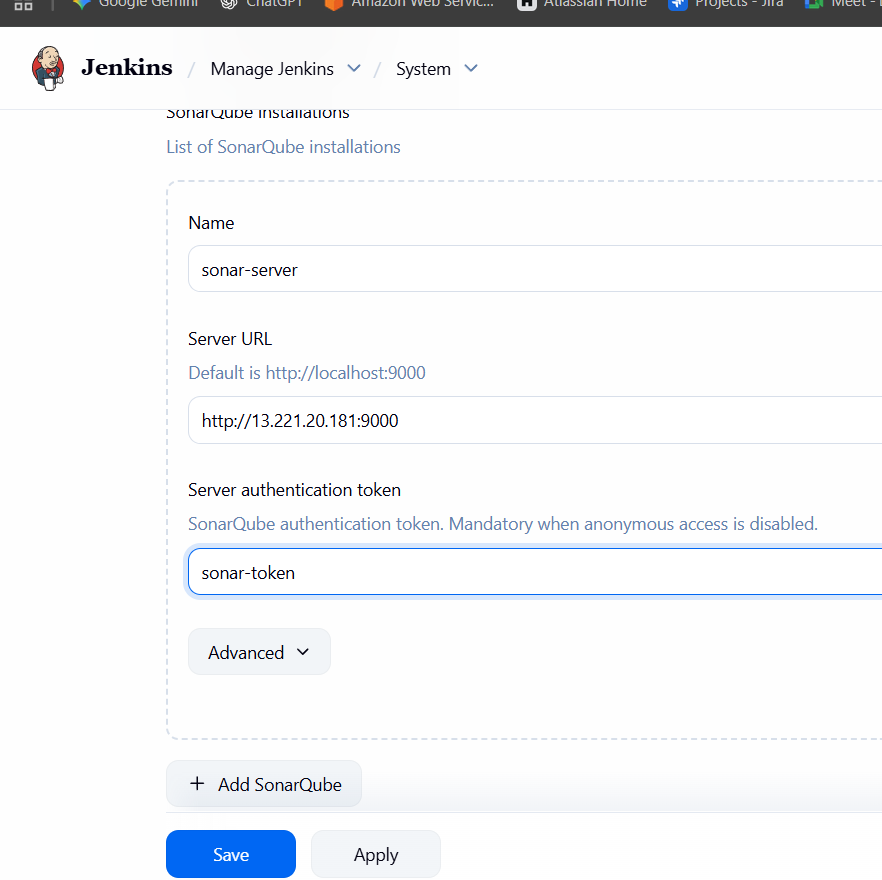 Google Gemini ChatGPT Amazon Web Servic... Atlassian Home Projects - Jira Meet -
Jenkins / Manage Jenkins / System
SonarQube installations
List of SonarQube installations
Name
sonar-server
Server URL
Default is http://localhost:9000
http://13.221.20.181:9000
Server authentication token
SonarQube authentication token. Mandatory when anonymous access is disabled.
sonar-token
Advanced
+ Add SonarQube
Save Apply